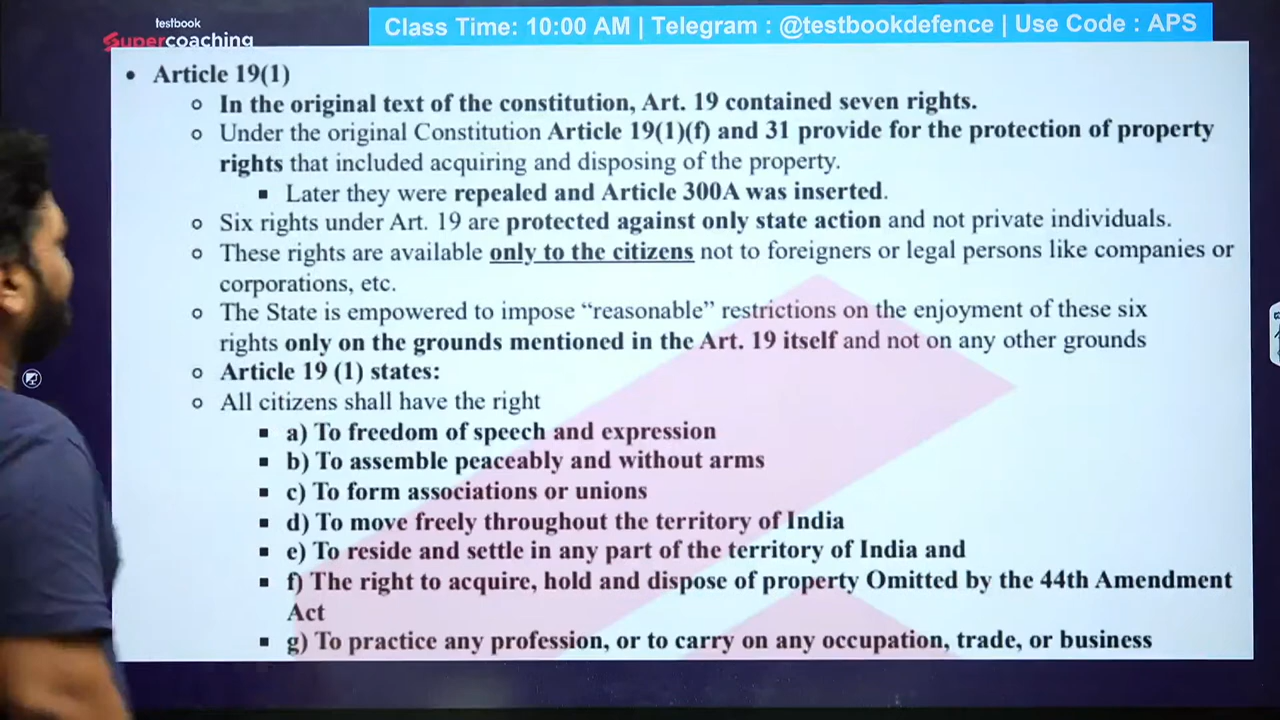 testbook
Supercoaching
Class Time: 10:00 AM | Telegram : @testbookdefence | Use Code : APS
• Article 19(1)
o In the original text of the constitution, Art. 19 contained seven rights.
o Under the original Constitution Article 19(1)(f) and 31 provide for the protection of property
rights that included acquiring and disposing of the property.
▪ Later they were repealed and Article 300A was inserted.
o Six rights under Art. 19 are protected against only state action and not private individuals.
o These rights are available only to the citizens not to foreigners or legal persons like companies or
corporations, etc.
o The State is empowered to impose “reasonable” restrictions on the enjoyment of these six
rights only on the grounds mentioned in the Art. 19 itself and not on any other grounds
o Article 19 (1) states:
o All citizens shall have the right
▪ a) To freedom of speech and expression
▪ b) To assemble peaceably and without arms
▪ c) To form associations or unions
▪ d) To move freely throughout the territory of India
▪ e) To reside and settle in any part of the territory of India and
▪ f) The right to acquire, hold and dispose of property Omitted by the 44th Amendment
Act
▪ g) To practice any profession, or to carry on any occupation, trade, or business